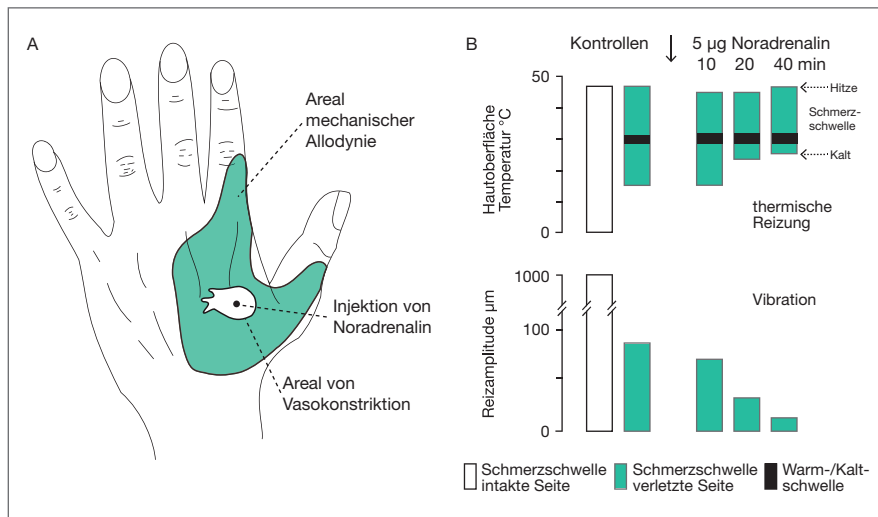 A
Areal
mechanischer
Allodynie
Injektion von
Noradrenalin
Areal von
Vasokonstriktion
B
Kontrollen
5 µg Noradrenalin
10 20 40 min
50
0
Hautoberfläche
Temperatur °C
Hitze
Schmerz-
schwelle
Kalt
thermische
Reizung
1000
100
0
Reizamplitude µm
Vibration
Schmerzschwelle
intakte Seite
Schmerzschwelle
verletzte Seite
Warm-/Kalt-
schwelle